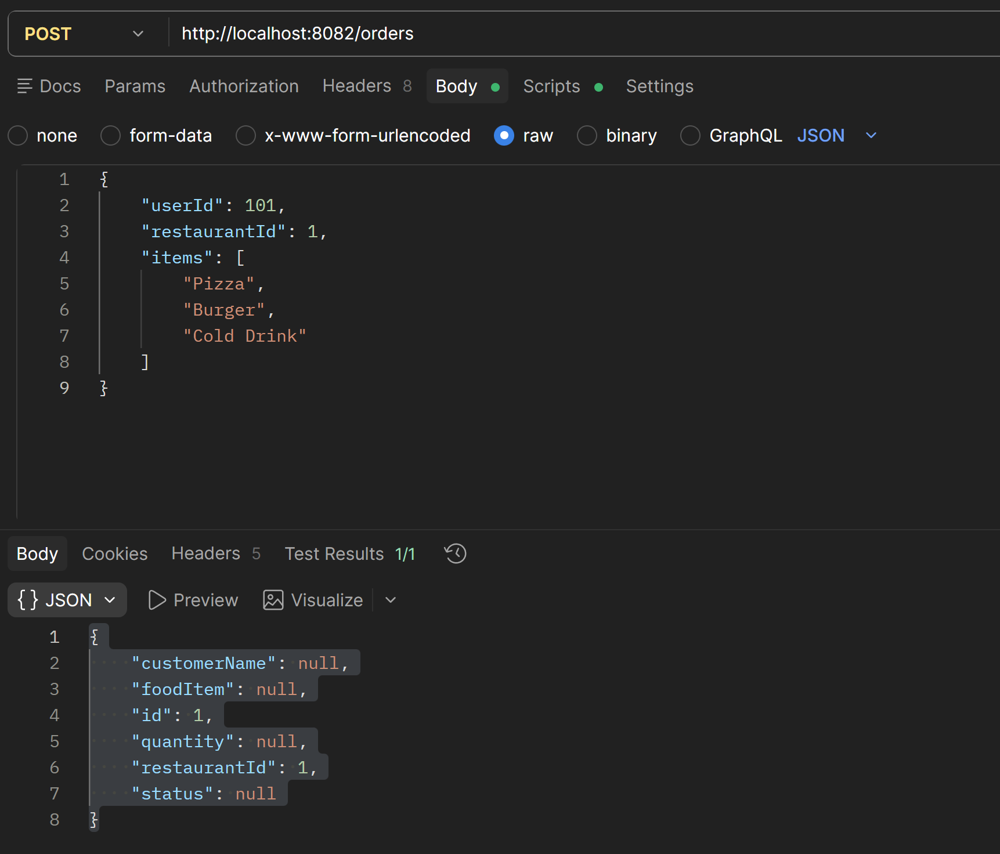 POST http://localhost:8082/orders
Docs Params Authorization Headers 8 Body Scripts Settings
none form-data x-www-form-urlencoded raw binary GraphQL JSON
1 {
2 "userId": 101,
3 "restaurantId": 1,
4 "items": [
5 "Pizza",
6 "Burger",
7 "Cold Drink"
8 ]
9 }
Body Cookies Headers 5 Test Results 1/1
{} JSON Preview Visualize
1 {
2 "customerName": null,
3 "foodItem": null,
4 "id": 1,
5 "quantity": null,
6 "restaurantId": 1,
7 "status": null
8 }